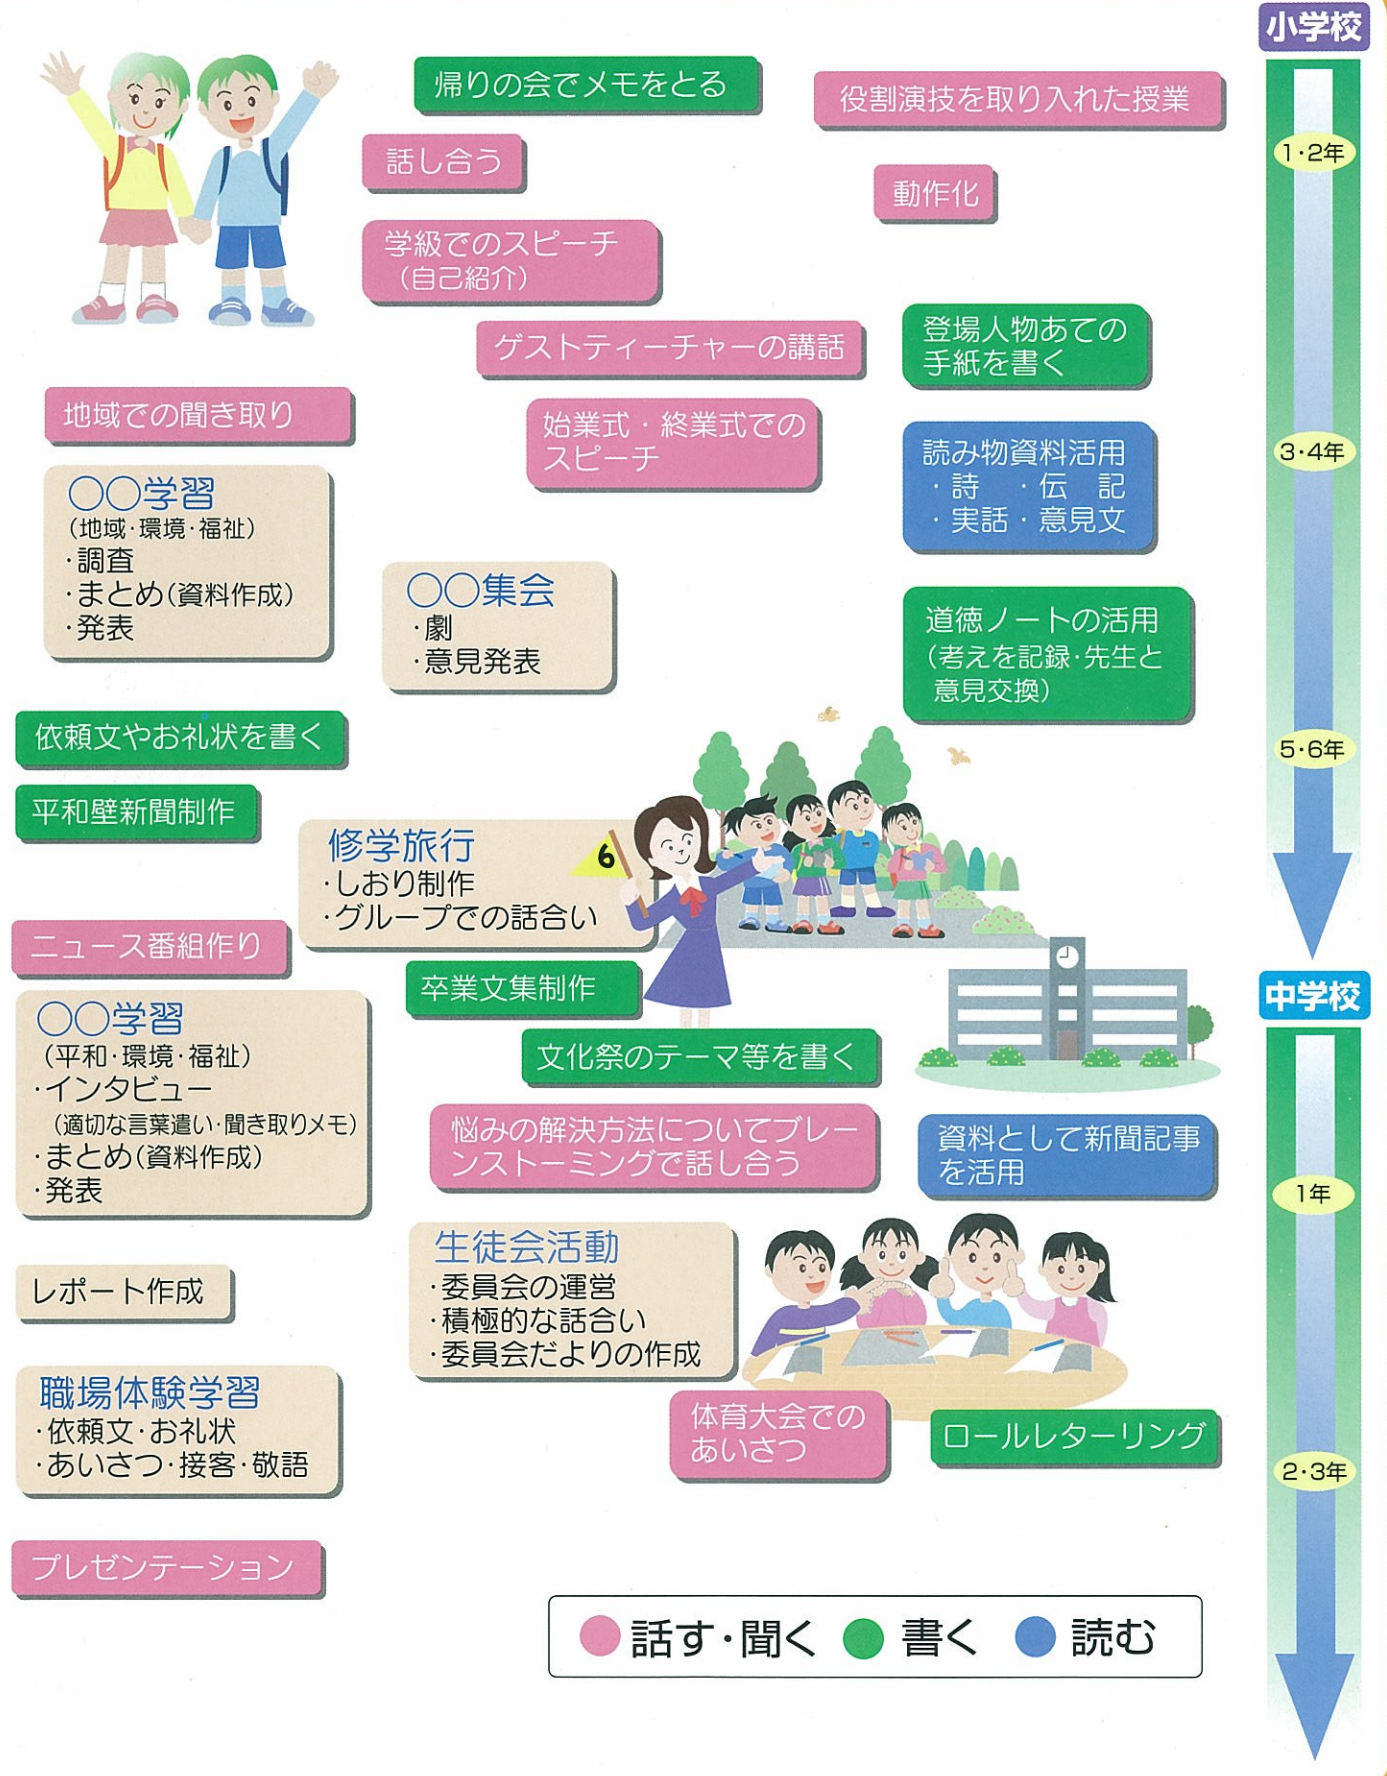 小学校
帰りの会でメモをとる
役割演技を取り入れた授業
1・2年
話し合う
動作化
学級でのスピーチ
（自己紹介）
ゲストティーチャーの講話
登場人物あての
手紙を書く
地域での聞き取り
始業式・終業式での
スピーチ
読み物資料活用
・詩　・伝　記
・実話・意見文
3・4年
〇〇学習
（地域・環境・福祉）
・調査
・まとめ（資料作成）
・発表
〇〇集会
・劇
・意見発表
道徳ノートの活用
（考えを記録・先生と
意見交換）
依頼文やお礼状を書く
5・6年
平和壁新聞制作
修学旅行
・しおり制作
・グループでの話合い
6
ニュース番組作り
卒業文集制作
中学校
〇〇学習
（平和・環境・福祉）
・インタビュー
（適切な言葉遣い・聞き取りメモ）
・まとめ（資料作成）
・発表
文化祭のテーマ等を書く
悩みの解決方法についてブレー
ンストーミングで話し合う
資料として新聞記事
を活用
1年
レポート作成
生徒会活動
・委員会の運営
・積極的な話合い
・委員会だよりの作成
職場体験学習
・依頼文・お礼状
・あいさつ・接客・敬語
体育大会での
あいさつ
ロールレターリング
2・3年
プレゼンテーション
話す・聞く　書く　読む